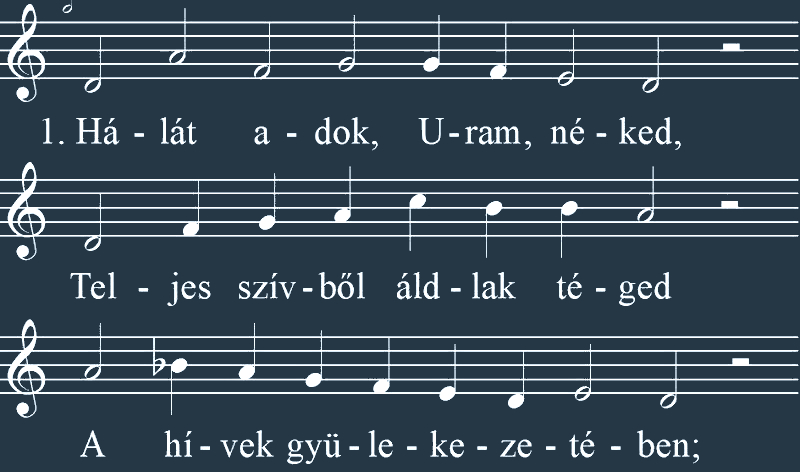 1. Há - lát a - dok, U-ram, né - ked,
Tel - jes szív-ből áld - lak té - ged
A hí - vek gyü - le - ke - ze - té - ben;